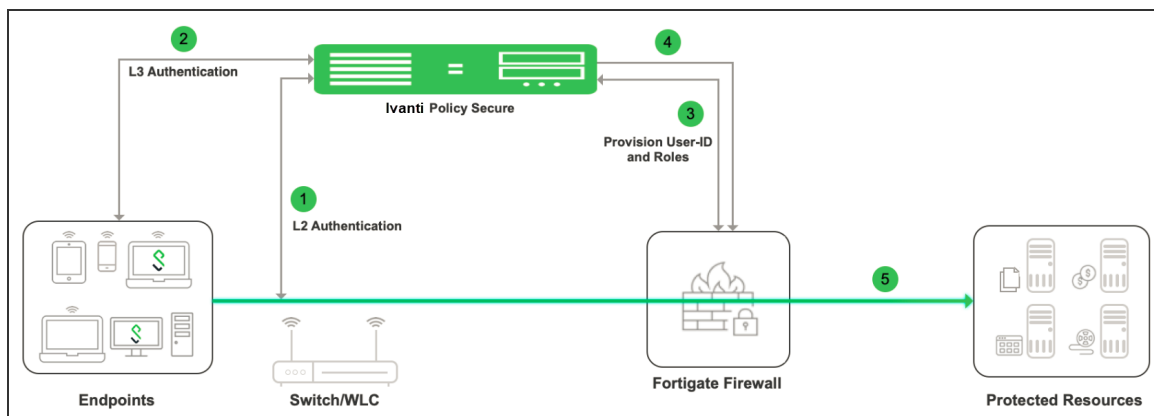 2
4
L3 Authentication
Ivanti Policy Secure
3
Provision User-ID
and Roles
1
L2 Authentication
5
Endpoints
Switch/WLC
Fortigate Firewall
Protected Resources